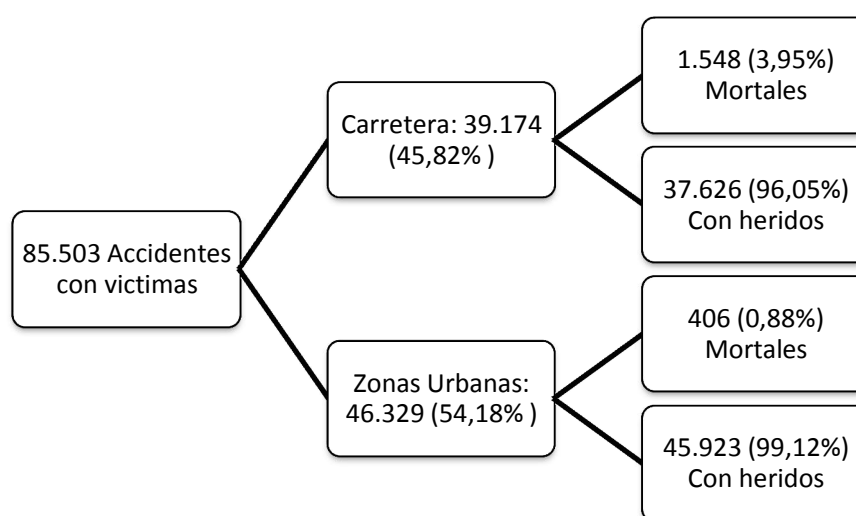 85.503 Accidentes
con victimas
Carretera: 39.174
(45,82% )
1.548 (3,95%)
Mortales
37.626 (96,05%)
Con heridos
Zonas Urbanas:
46.329 (54,18% )
406 (0,88%)
Mortales
45.923 (99,12%)
Con heridos